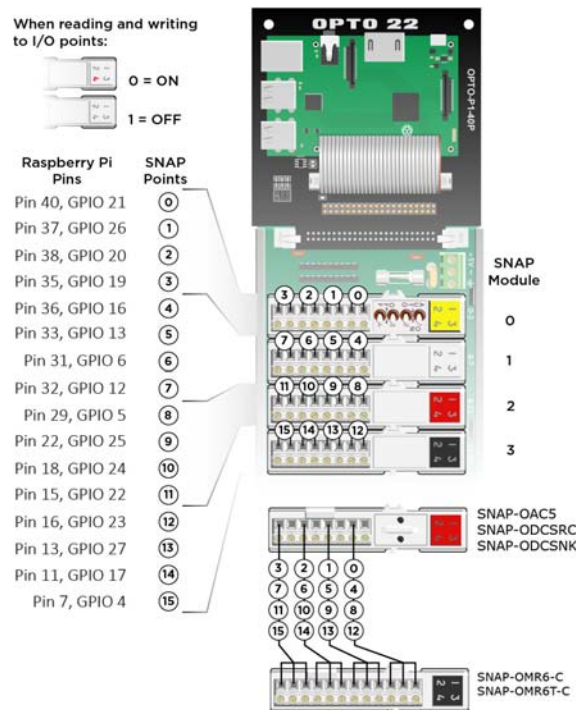 When reading and writing
to I/O points:
0 = ON
1 = OFF
OPTO 22
OPTO-P1-40P
Raspberry Pi
Pins
SNAP
Points
Pin 40, GPIO 21 0
Pin 37, GPIO 26 1
Pin 38, GPIO 20 2
Pin 35, GPIO 19 3
Pin 36, GPIO 16 4
Pin 33, GPIO 13 5
Pin 31, GPIO 6 6
Pin 32, GPIO 12 7
Pin 29, GPIO 5 8
Pin 22, GPIO 25 9
Pin 18, GPIO 24 10
Pin 15, GPIO 22 11
Pin 16, GPIO 23 12
Pin 13, GPIO 27 13
Pin 11, GPIO 17 14
Pin 7, GPIO 4 15
SNAP
Module
3 2 1 0
0
7 6 5 4
1
11 10 9 8
2
15 14 13 12
3
SNAP-OAC5
SNAP-ODCSRC
SNAP-ODCSNK
3 2 1 0
7 6 5 4
11 10 9 8
15 14 13 12
SNAP-OMR6-C
SNAP-OMR6T-C